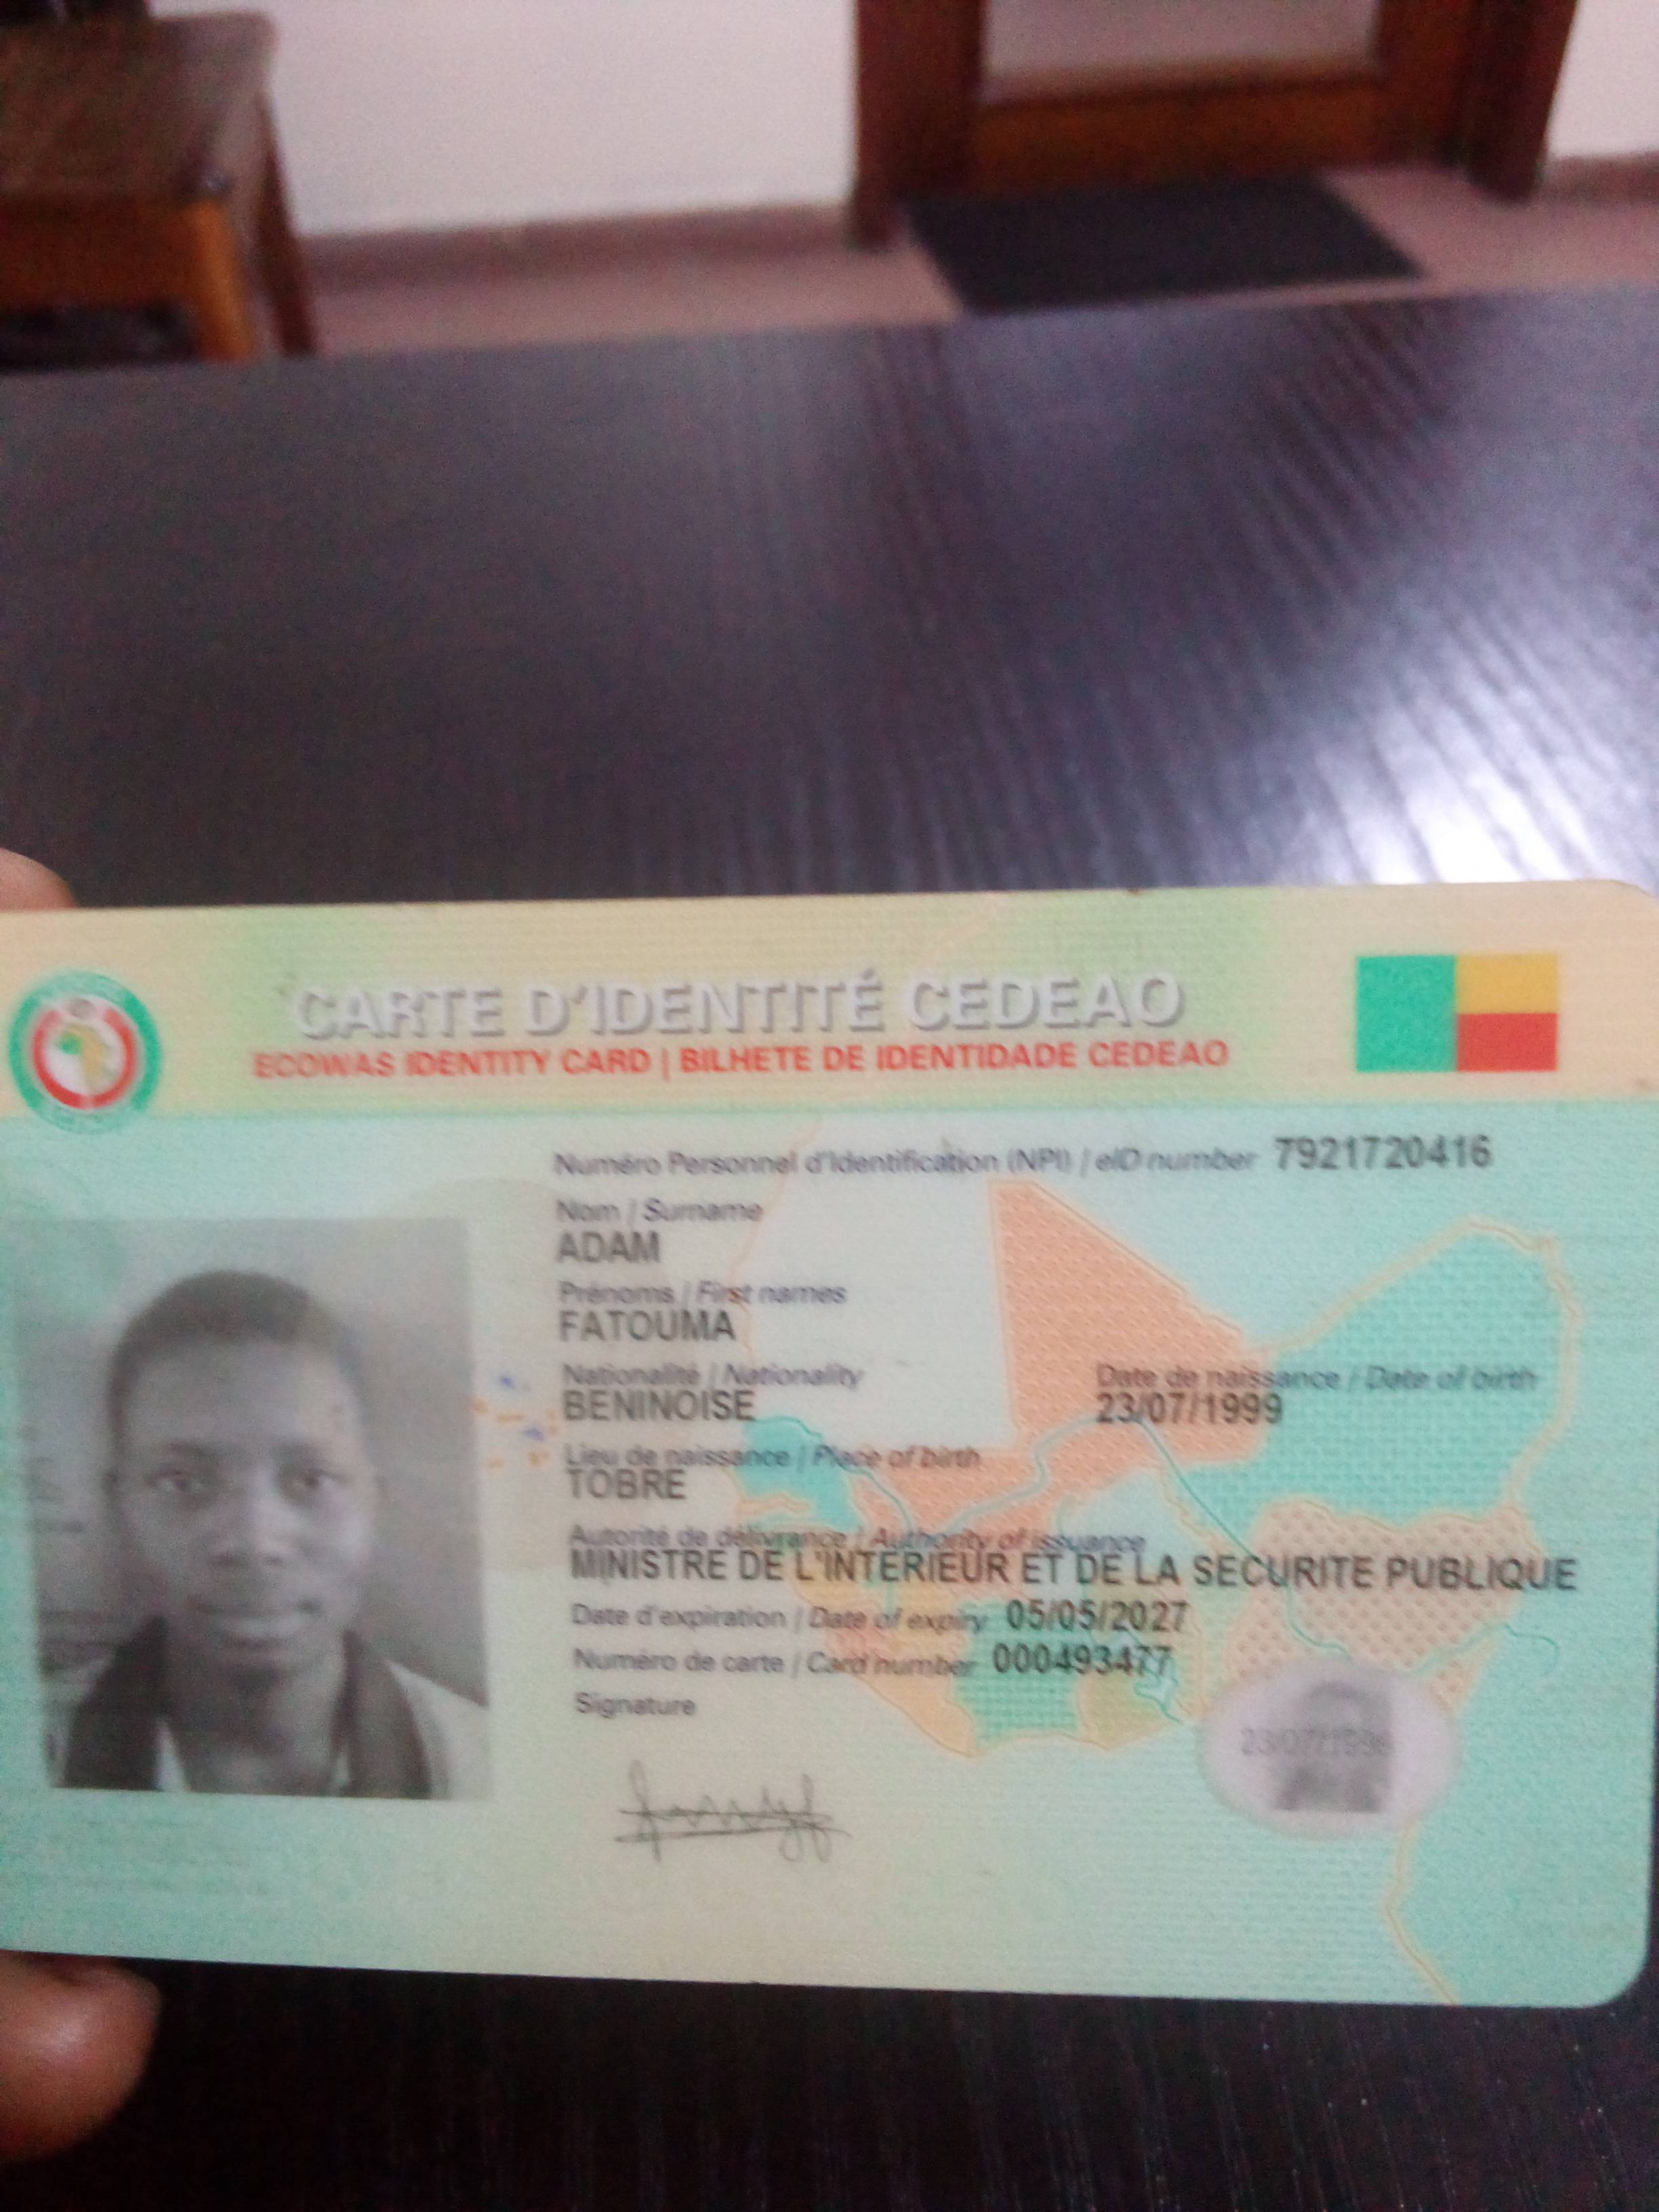 CARTE D'IDENTITÉ CEDEAO
ECOWAS IDENTITY CARD | BILHETE DE IDENTIDADE CEDEAO
Numéro Personnel d'Identification (NPI) / eID number 7921720416
Nom / Surname
ADAM
Prénoms / First names
FATOUMA
Nationalité / Nationality
BENINOISE
Date de naissance / Date of birth
23/07/1999
Lieu de naissance / Place of birth
TOBRE
Autorité de délivrance / Authority of issuance
MINISTRE DE L'INTERIEUR ET DE LA SECURITE PUBLIQUE
Date d'expiration / Date of expiry 05/05/2027
Numéro de carte / Card number 000493477
Signature
23/07/1999